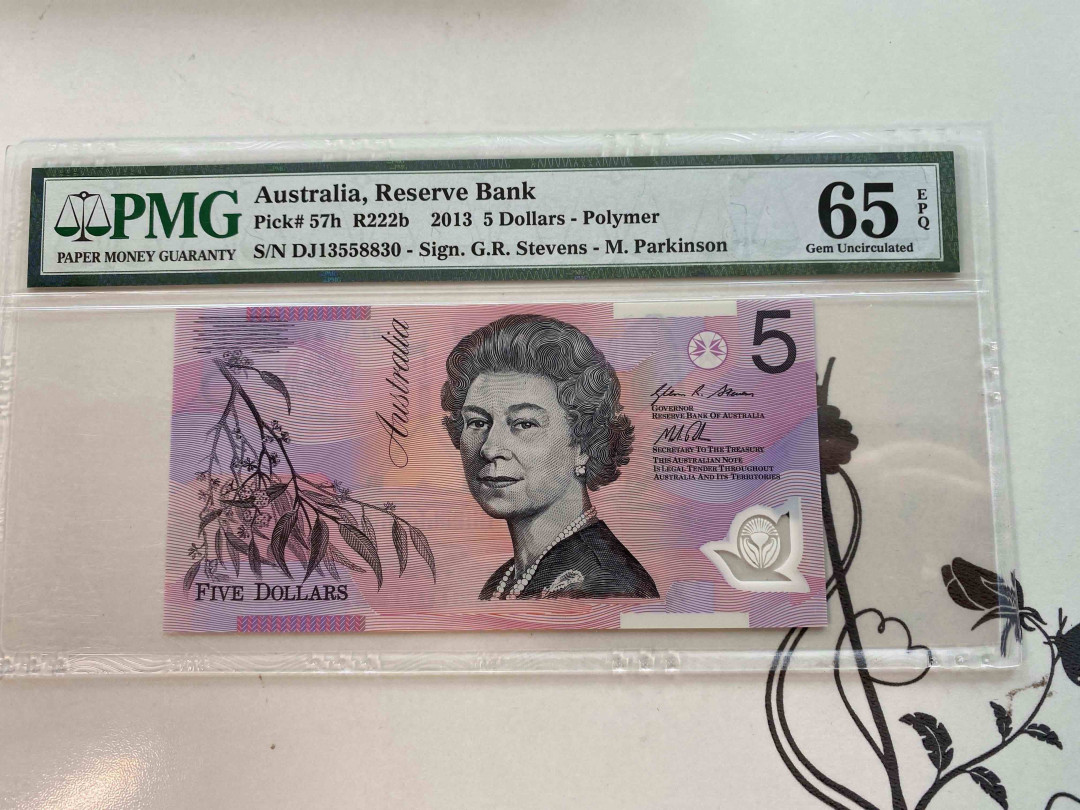 PMG
PAPER MONEY GUARANTY
Australia, Reserve Bank
Pick# 57h R222b 2013 5 Dollars - Polymer
S/N DJ13558830 - Sign. G.R. Stevens - M. Parkinson
65
EPQ
Gem Uncirculated
Australia
5
GOVERNOR
RESERVE BANK OF AUSTRALIA
SECRETARY TO THE TREASURY
THIS AUSTRALIAN NOTE
IS LEGAL TENDER THROUGHOUT
AUSTRALIA AND ITS TERRITORIES
FIVE DOLLARS